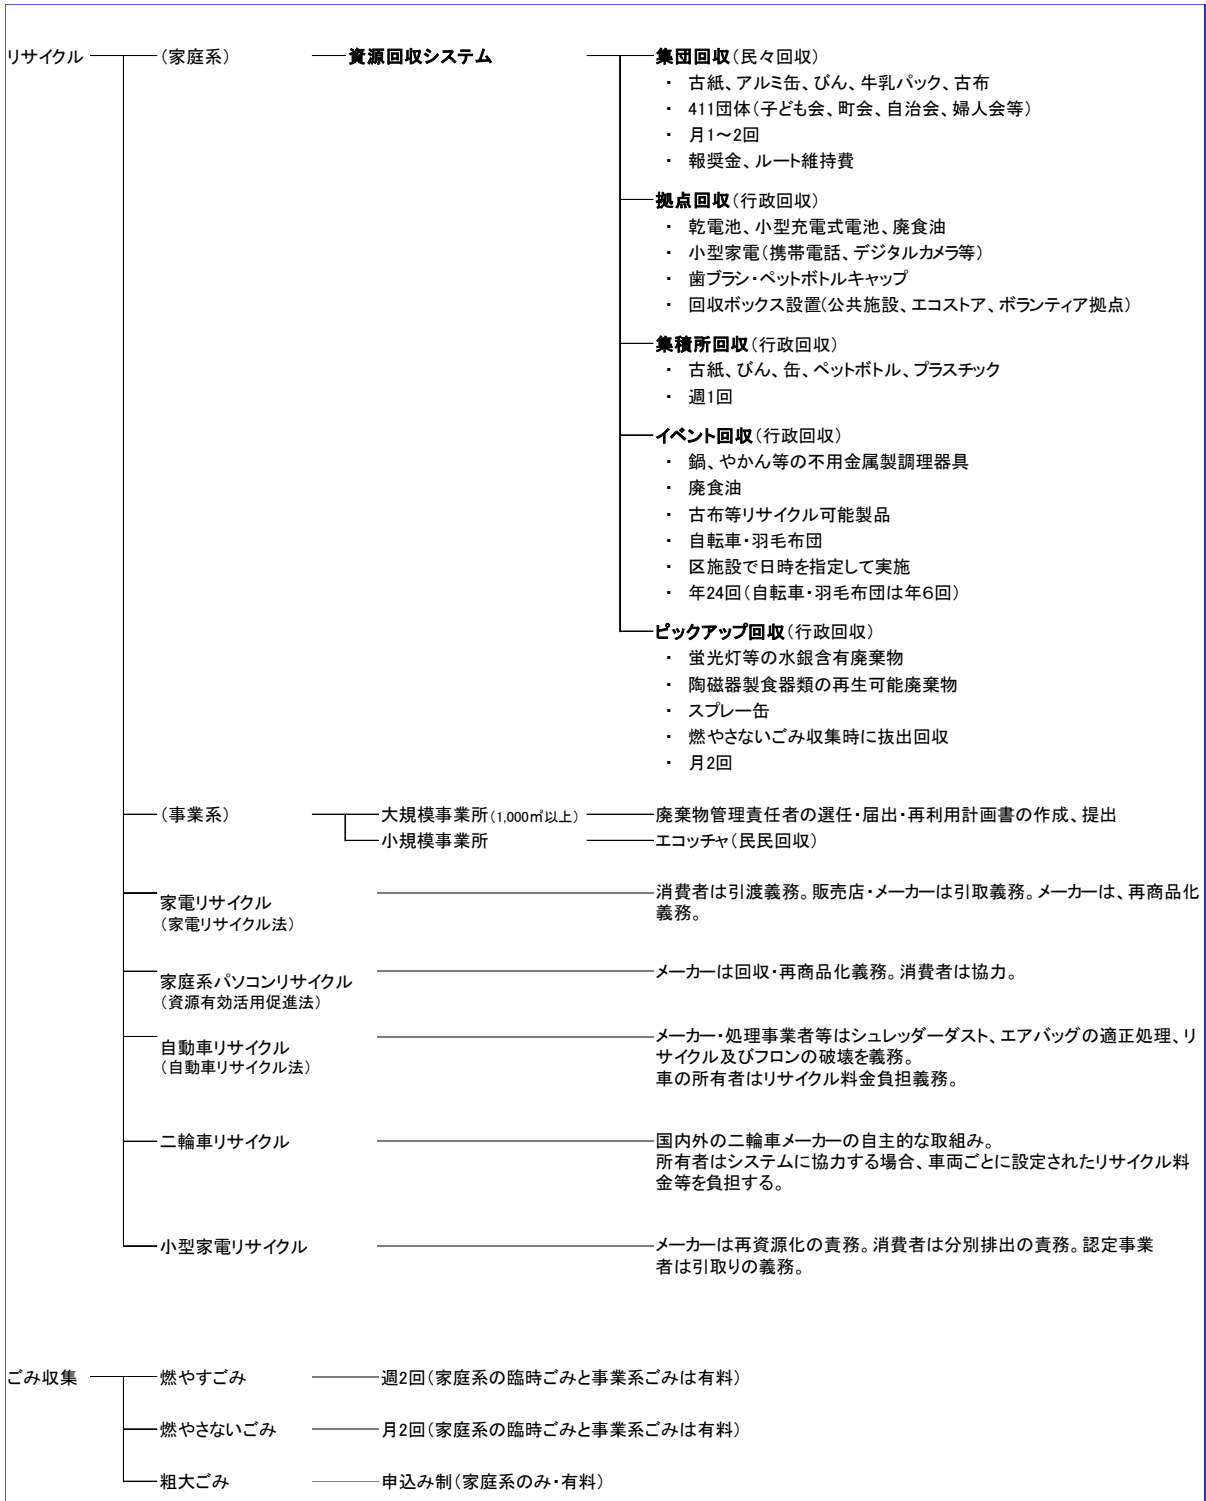 リサイクル
(家庭系)
資源回収システム
集団回収(民々回収)
・ 古紙、アルミ缶、びん、牛乳パック、古布
・ 411団体(子ども会、町会、自治会、婦人会等)
・ 月1～2回
・ 報奨金、ルート維持費
拠点回収(行政回収)
・ 乾電池、小型充電式電池、廃食油
・ 小型家電(携帯電話、デジタルカメラ等)
・ 歯ブラシ・ペットボトルキャップ
・ 回収ボックス設置(公共施設、エコストア、ボランティア拠点)
集積所回収(行政回収)
・ 古紙、びん、缶、ペットボトル、プラスチック
・ 週1回
イベント回収(行政回収)
・ 鍋、やかん等の不用金属製調理器具
・ 廃食油
・ 古布等リサイクル可能製品
・ 自転車・羽毛布団
・ 区施設で日時を指定して実施
・ 年24回(自転車・羽毛布団は年6回)
ピックアップ回収(行政回収)
・ 蛍光灯等の水銀含有廃棄物
・ 陶磁器製食器類の再生可能廃棄物
・ スプレー缶
・ 燃やさないごみ収集時に抜出回収
・ 月2回
(事業系)
大規模事業所(1,000㎡以上)
廃棄物管理責任者の選任・届出・再利用計画書の作成、提出
小規模事業所
エコッチャ(民民回収)
家電リサイクル
(家電リサイクル法)
消費者は引渡義務。販売店・メーカーは引取義務。メーカーは、再商品化
義務。
家庭系パソコンリサイクル
(資源有効活用促進法)
メーカーは回収・再商品化義務。消費者は協力。
自動車リサイクル
(自動車リサイクル法)
メーカー・処理事業者等はシュレッダーダスト、エアバッグの適正処理、リ
サイクル及びフロンの破壊を義務。
車の所有者はリサイクル料金負担義務。
二輪車リサイクル
国内外の二輪車メーカーの自主的な取組み。
所有者はシステムに協力する場合、車両ごとに設定されたリサイクル料
金等を負担する。
小型家電リサイクル
メーカーは再資源化の責務。消費者は分別排出の責務。認定事業
者は引取りの義務。
ごみ収集
燃やすごみ
週2回(家庭系の臨時ごみと事業系ごみは有料)
燃やさないごみ
月2回(家庭系の臨時ごみと事業系ごみは有料)
粗大ごみ
申込み制(家庭系のみ・有料)